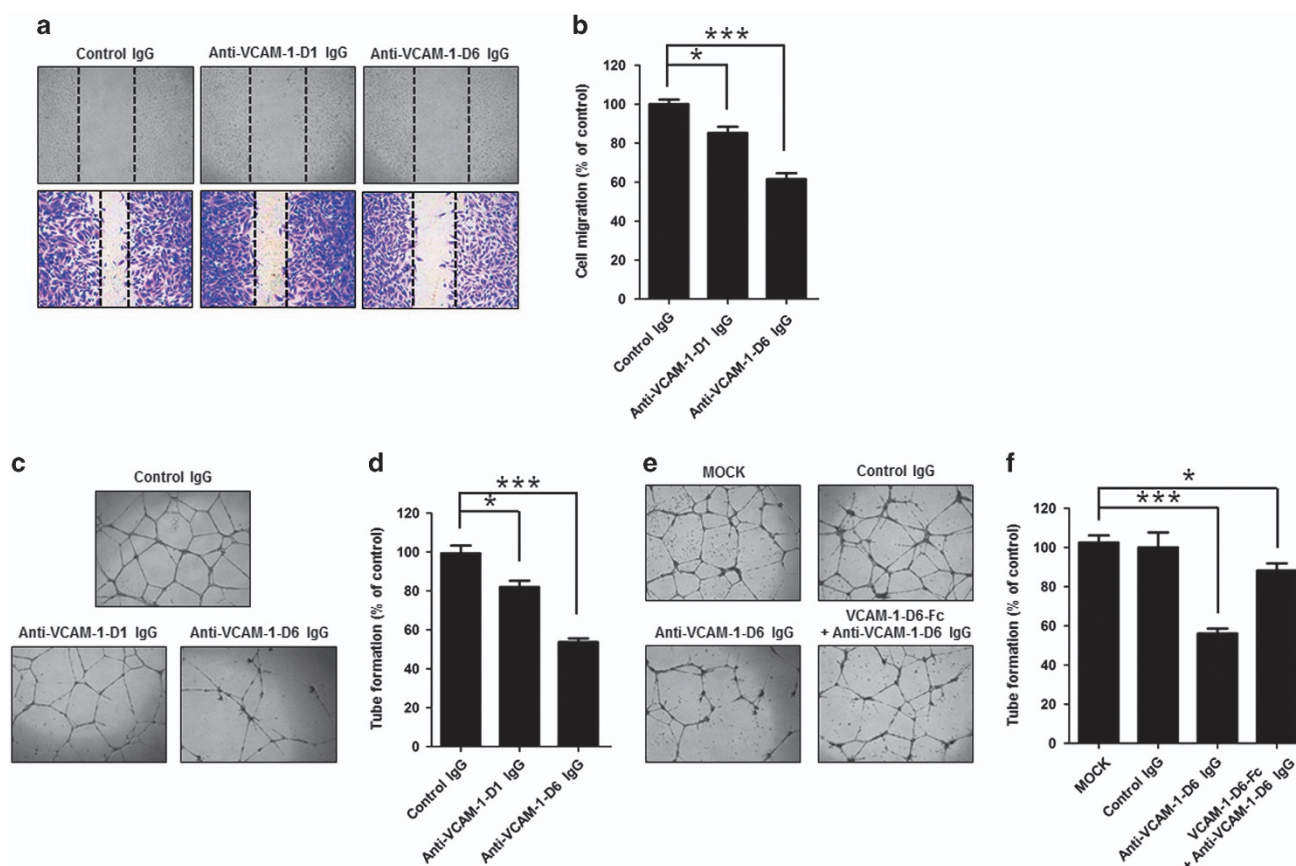 a
Control IgG
Anti-VCAM-1-D1 IgG
Anti-VCAM-1-D6 IgG
b
***
*
Cell migration (% of control)
120
100
80
60
40
20
0
Control IgG
Anti-VCAM-1-D1 IgG
Anti-VCAM-1-D6 IgG
c
Control IgG
Anti-VCAM-1-D1 IgG
Anti-VCAM-1-D6 IgG
d
***
*
Tube formation (% of control)
120
100
80
60
40
20
0
Control IgG
Anti-VCAM-1-D1 IgG
Anti-VCAM-1-D6 IgG
e
MOCK
Control IgG
Anti-VCAM-1-D6 IgG
VCAM-1-D6-Fc
+ Anti-VCAM-1-D6 IgG
f
*
***
Tube formation (% of control)
120
100
80
60
40
20
0
MOCK
Control IgG
Anti-VCAM-1-D6 IgG
VCAM-1-D6-Fc
+ Anti-VCAM-1-D6 IgG